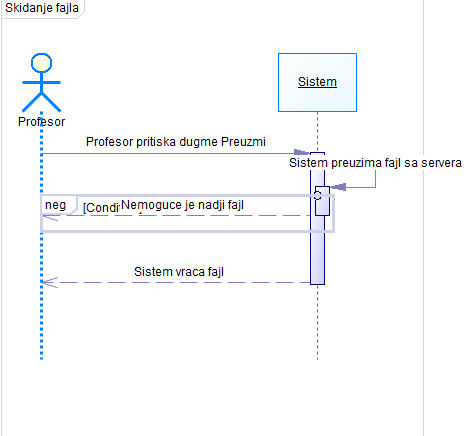 Skidanje fajla
Sistem
Profesor
Profesor pritiska dugme Preuzmi
Sistem preuzima fajl sa servera
neg
[Condi
Nemoguce je nadji fajl
Sistem vraca fajl